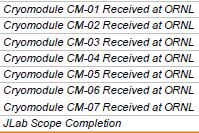 Cryomodule CM-01 Received at ORNL
Cryomodule CM-02 Received at ORNL
Cryomodule CM-03 Received at ORNL
Cryomodule CM-04 Received at ORNL
Cryomodule CM-05 Received at ORNL
Cryomodule CM-06 Received at ORNL
Cryomodule CM-07 Received at ORNL
JLab Scope Completion